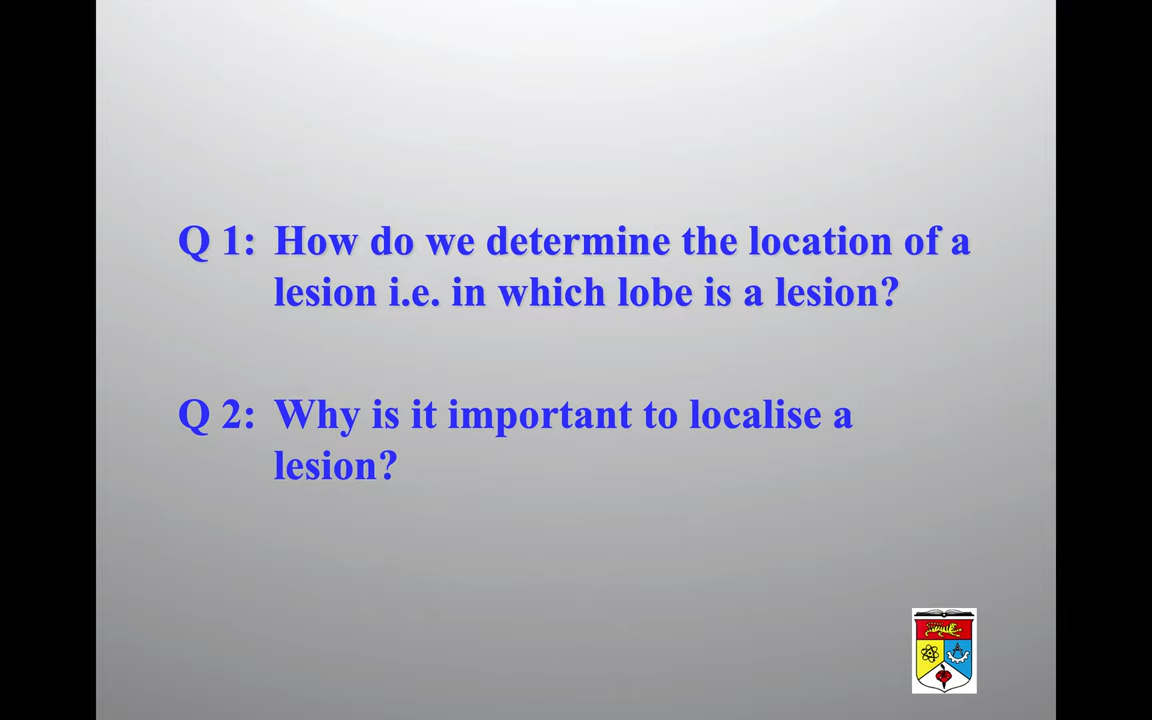 Q 1: How do we determine the location of a
lesion i.e. in which lobe is a lesion?
Q 2: Why is it important to localise a
lesion?